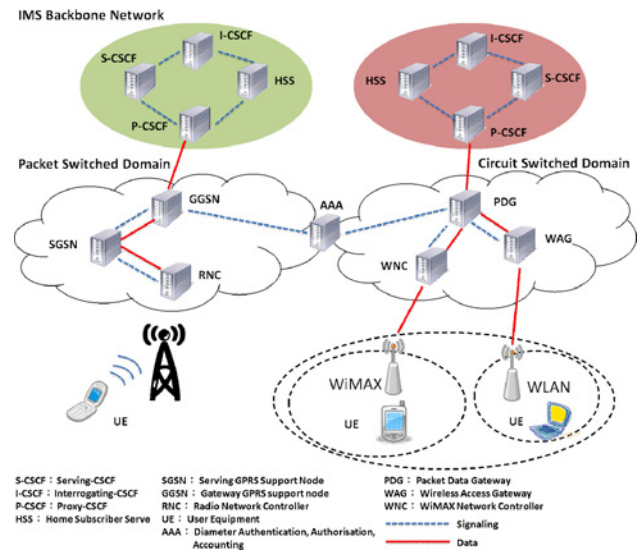 IMS Backbone Network
I-CSCF
S-CSCF
HSS
P-CSCF
I-CSCF
HSS
S-CSCF
P-CSCF
Packet Switched Domain
Circuit Switched Domain
GGSN
AAA
PDG
SGSN
WAG
RNC
WNC
WiMAX
WLAN
UE
UE
UE
S-CSCF : Serving-CSCF
I-CSCF : Interrogating-CSCF
P-CSCF : Proxy-CSCF
HSS : Home Subscriber Serve
SGSN : Serving GPRS Support Node
GGSN : Gateway GPRS support node
RNC : Radio Network Controller
UE : User Equipment
AAA : Diameter Authentication, Authorisation,
Accounting
PDG : Packet Data Gateway
WAG : Wireless Access Gateway
WNC : WiMAX Network Controller
Signaling
Data